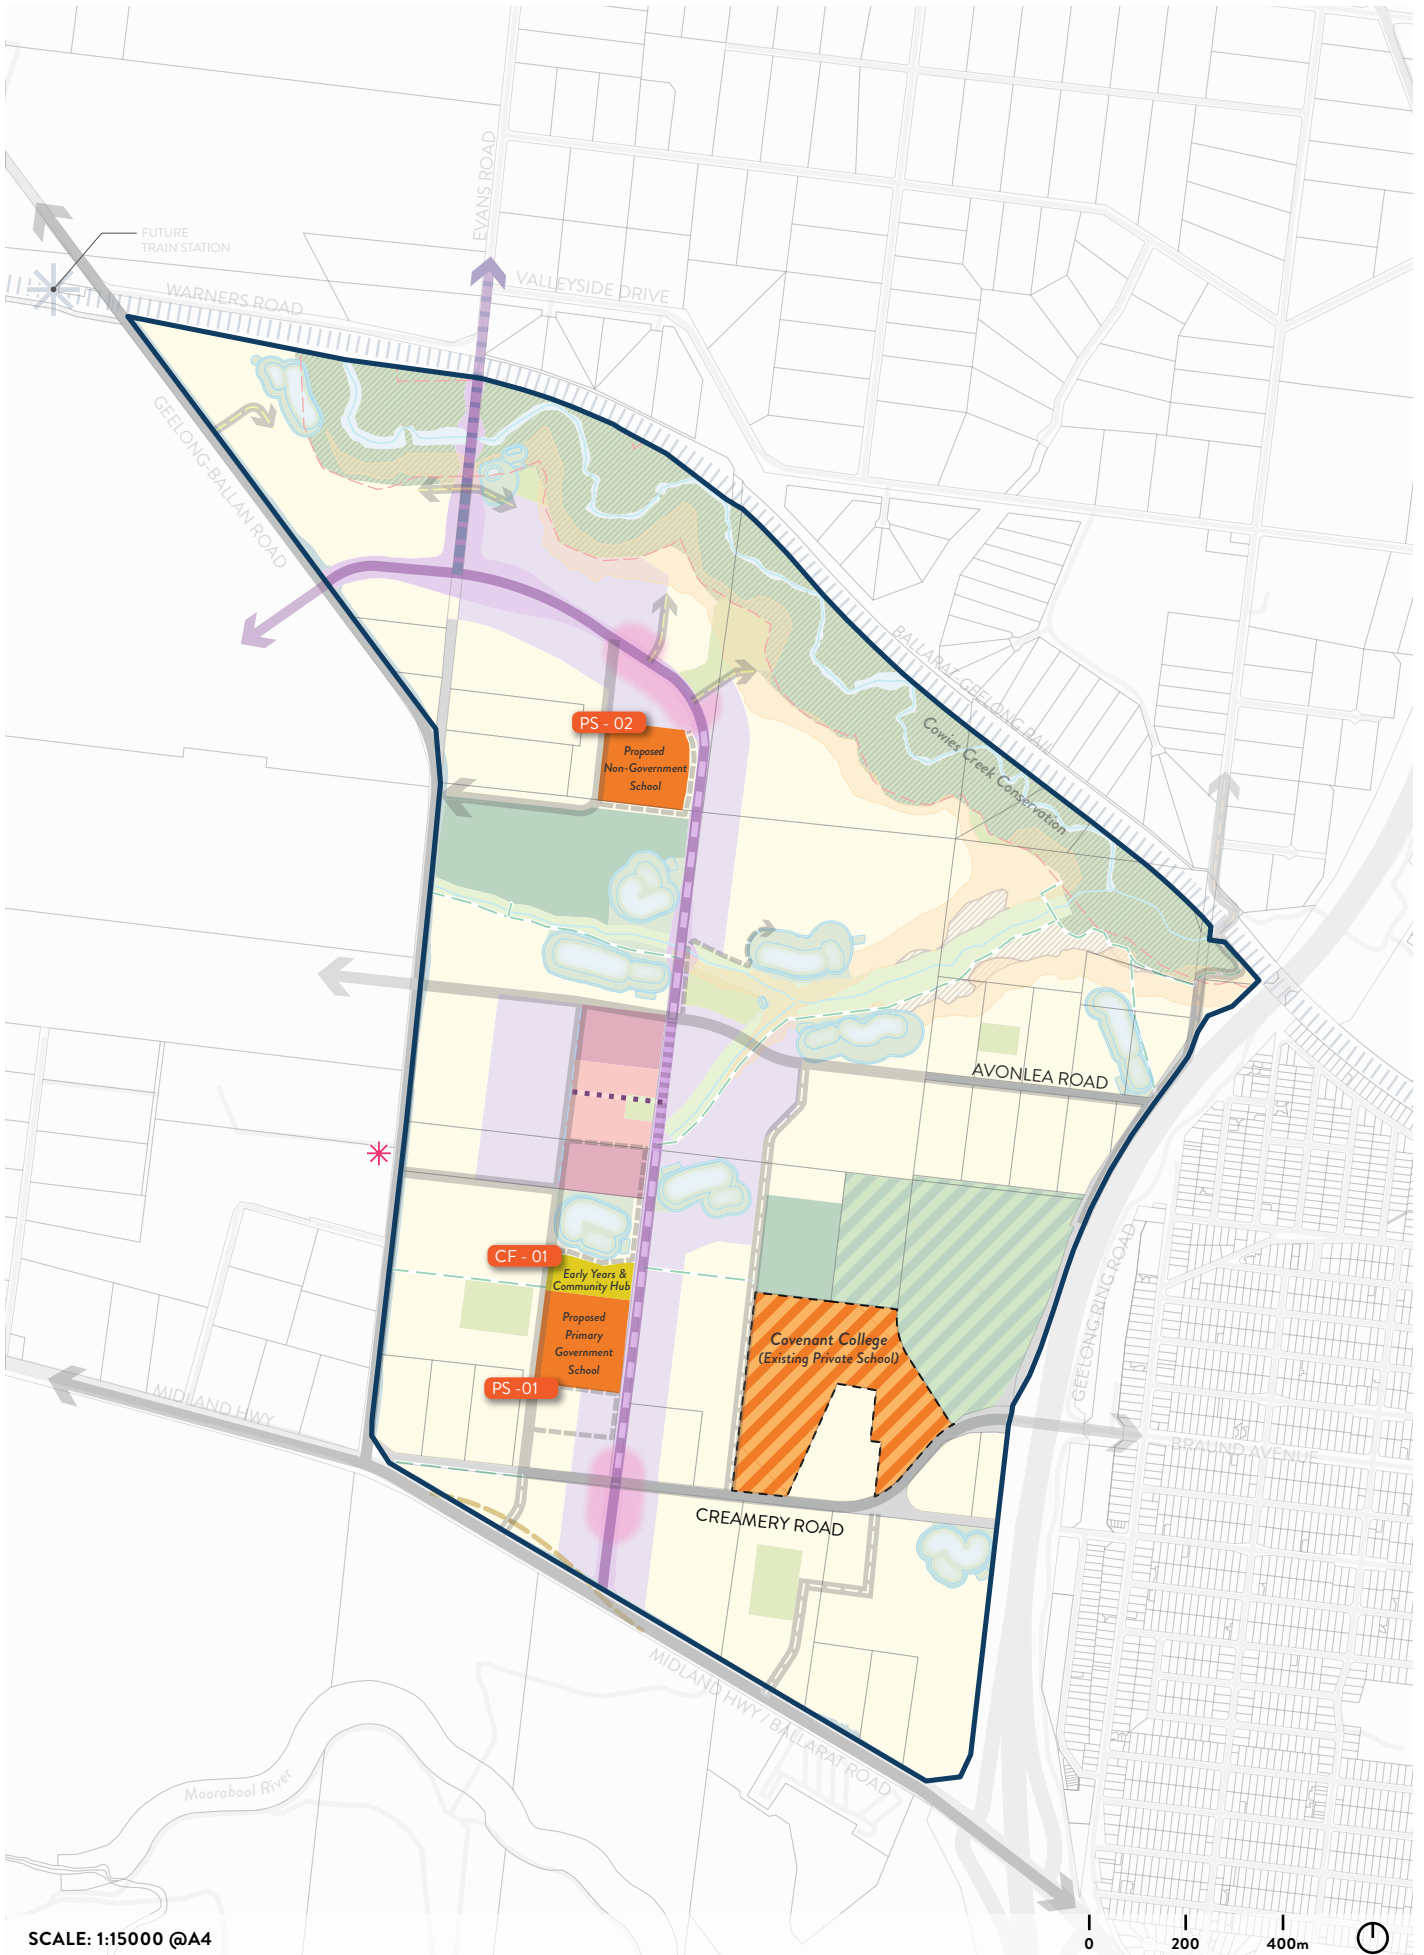 EVANS ROAD
FUTURE
TRAIN STATION
VALLEYSIDE DRIVE
WARNERS ROAD
GEELONG-BALLAN ROAD
BALLARAT-GEELONG RAIL
PS - 02
Proposed
Non-Government
School
Cowies Creek Conservation
AVONLEA ROAD
CF - 01
Early Years &
Community Hub
Proposed
Primary
Government
School
PS -01
Covenant College
(Existing Private School)
GEELONG RING ROAD
MIDLAND HWY
BRAUND AVENUE
CREAMERY ROAD
MIDLAND HWY / BALLARAT ROAD
Moorabool River
SCALE: 1:15000 @A4
0 200 400m